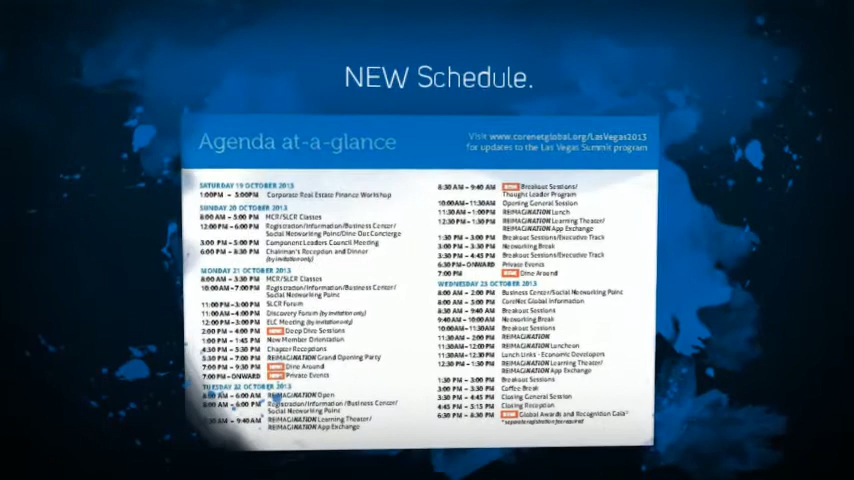 NEW Schedule.
Agenda at-a-glance
Visit www.corenetglobal.org/LasVegas2013
for updates to the Las Vegas Summit program
SATURDAY 19 OCTOBER 2013
1:00PM – 5:00PM Corporate Real Estate Finance Workshop
SUNDAY 20 OCTOBER 2013
8:00 AM – 5:00 PM MCR/SLCR Classes
12:00 PM – 6:00 PM Registration/Information/Business Center/
Social Networking Point/Dine Out Concierge
3:00 PM – 5:00 PM Component Leaders Council Meeting
6:00 PM – 8:30 PM Chairman's Reception and Dinner
(by invitation only)
MONDAY 21 OCTOBER 2013
8:00 AM – 3:30 PM MCR/SLCR Classes
10:00 AM – 7:00 PM Registration/Information/Business Center/
Social Networking Point
11:00 PM – 3:00 PM SLCR Forum
11:00 AM – 4:00 PM Discovery Forum (by invitation only)
12:00 PM – 3:00 PM ELC Meeting (by invitation only)
2:00 PM – 4:00 PM NEW Deep Dive Sessions
1:00 PM – 1:45 PM New Member Orientation
4:30 PM – 5:30 PM Chapter Receptions
5:30 PM – 7:00 PM REIMAGINATION Grand Opening Party
7:00 PM – 9:30 PM NEW Dine Around
7:00 PM – ONWARD NEW Private Events
TUESDAY 22 OCTOBER 2013
8:00 AM – 6:00 AM REIMAGINATION Open
8:00 AM – 6:00 PM Registration/Information/Business Center/
Social Networking Point
– 9:40 AM REIMAGINATION Learning Theater/
REIMAGINATION App Exchange
8:30 AM – 9:40 AM NEW Breakout Sessions/
Thought Leader Program
10:00 AM – 11:30 AM Opening General Session
11:30 AM – 1:00 PM REIMAGINATION Lunch
12:30 PM – 1:30 PM REIMAGINATION Learning Theater/
REIMAGINATION App Exchange
1:30 PM – 3:00 PM Breakout Sessions/Executive Track
3:00 PM – 3:30 PM Networking Break
3:30 PM – 4:45 PM Breakout Sessions/Executive Track
6:30 PM – ONWARD Private Events
7:00 PM NEW Dine Around
WEDNESDAY 23 OCTOBER 2013
8:00 AM – 2:00 PM Business Center/Social Networking Point
8:00 AM – 5:00 PM CoreNet Global Information
8:30 AM – 9:40 AM Breakout Sessions
9:40 AM – 10:00 AM Networking Break
10:00 AM – 11:30 AM Breakout Sessions
11:30 AM – 2:00 PM REIMAGINATION
11:30 AM – 12:00 PM REIMAGINATION Luncheon
11:30 AM – 12:30 PM Lunch Links - Economic Developers
12:30 PM – 1:30 PM REIMAGINATION Learning Theater/
REIMAGINATION App Exchange
1:30 PM – 3:00 PM Breakout Sessions
3:00 PM – 3:30 PM Coffee Break
3:30 PM – 4:45 PM Closing General Session
4:45 PM – 5:15 PM Closing Reception
6:30 PM – 8:30 PM NEW Global Awards and Recognition Gala*
*separate registration fee required